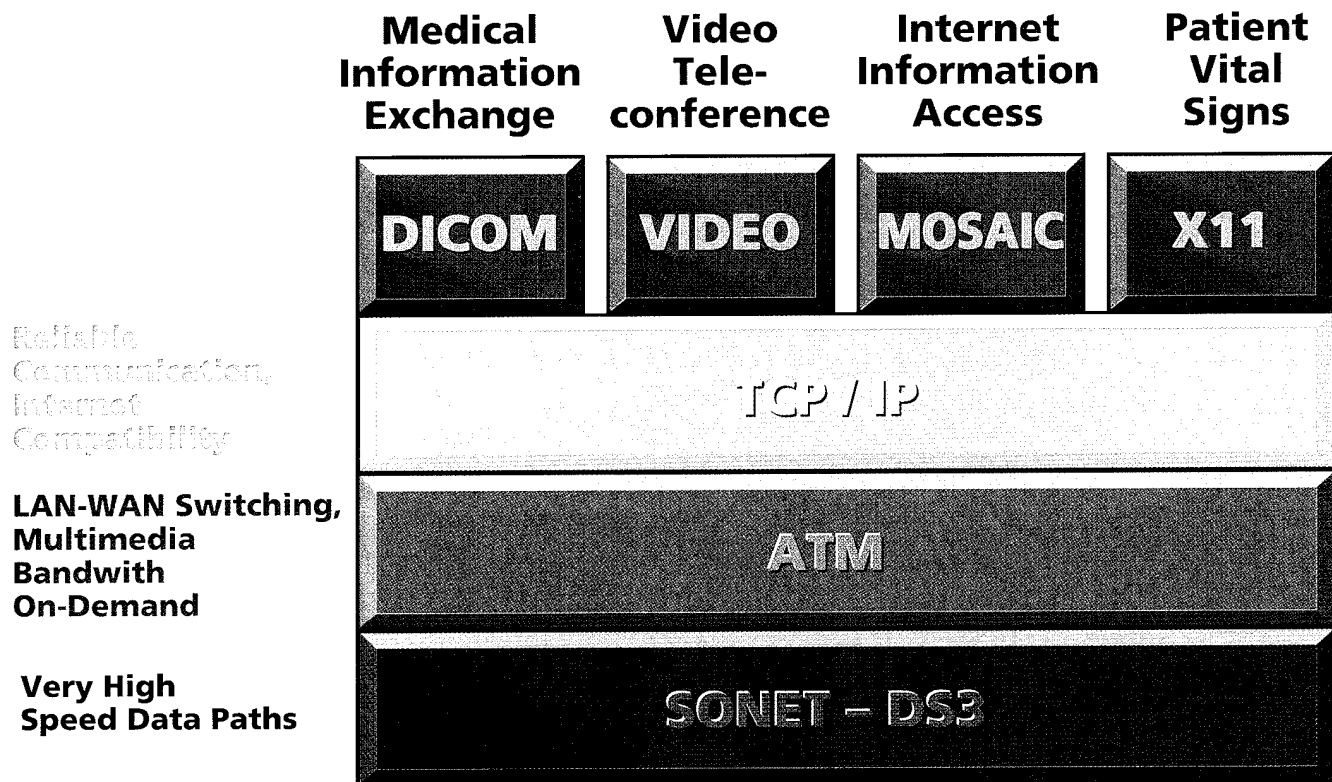 Medical
Information
Exchange
Video
Tele-
conference
Internet
Information
Access
Patient
Vital
Signs
DICOM
VIDEO
MOSAIC
X11
Reliable
Communication,
Internet
Compatibility
TCP / IP
LAN-WAN Switching,
Multimedia
Bandwith
On-Demand
ATM
Very High
Speed Data Paths
SONET – DS3